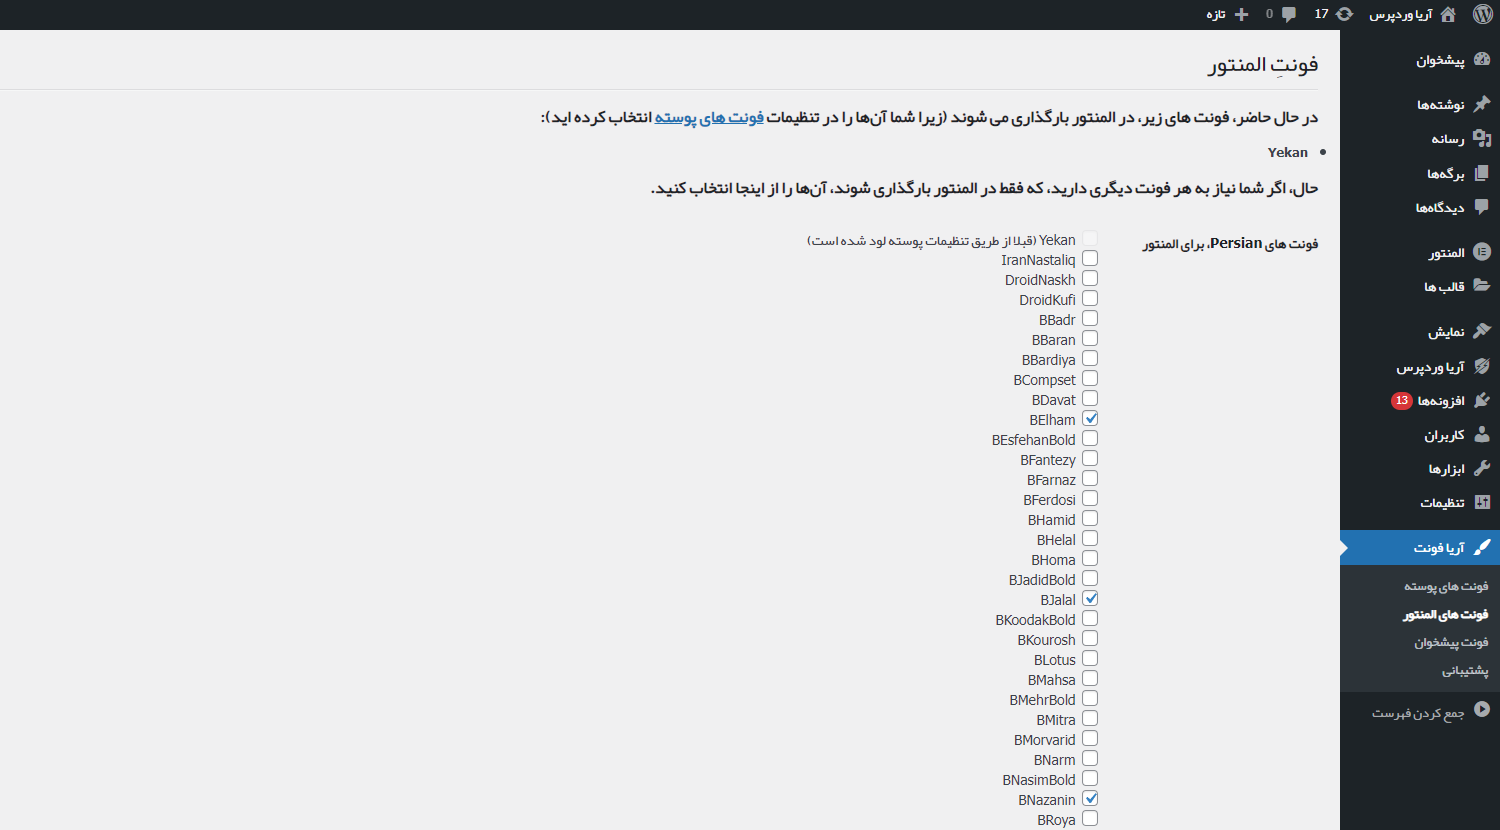 آریا وردپرس
17
0
تازه
پیشخوان
نوشته‌ها
رسانه
برگه‌ها
دیدگاه‌ها
المنتور
قالب ها
نمایش
آریا وردپرس
افزونه‌ها 13
کاربران
ابزارها
تنظیمات
آریا فونت
فونت های پوسته
فونت های المنتور
فونت پیشخوان
پشتیبانی
جمع کردن فهرست
فونتِ المنتور
در حال حاضر، فونت های زیر، در المنتور بارگذاری می شوند (زیرا شما آن‌ها را در تنظیمات فونت های پوسته انتخاب کرده اید):
Yekan
حال، اگر شما نیاز به هر فونت دیگری دارید، که فقط در المنتور بارگذاری شوند، آن‌ها را از اینجا انتخاب کنید.
فونت های Persian، برای المنتور
Yekan (قبلا از طریق تنظیمات پوسته لود شده است)
IranNastaliq
DroidNaskh
DroidKufi
BBadr
BBaran
BBardiya
BCompset
BDavat
BElham
BEsfehanBold
BFantezy
BFarnaz
BFerdosi
BHamid
BHelal
BHoma
BJadidBold
BJalal
BKoodakBold
BKourosh
BLotus
BMahsa
BMehrBold
BMitra
BMorvarid
BNarm
BNasimBold
BNazanin
BRoya